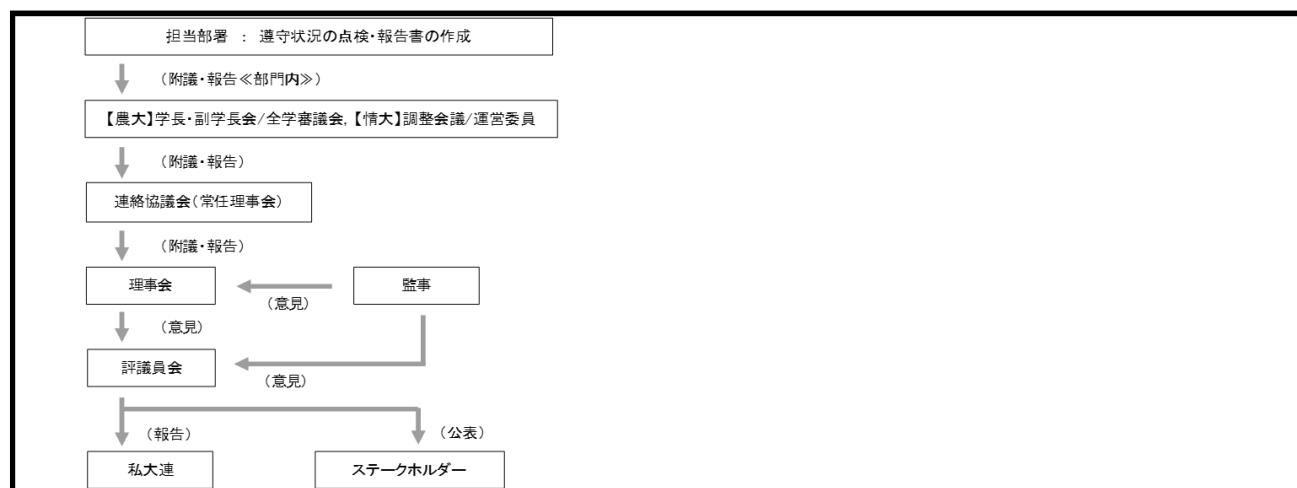 担当部署 : 遵守状況の点検・報告書の作成
(附議・報告≪部門内≫)
【農大】学長・副学長会/全学審議会,【情大】調整会議/運営委員
(附議・報告)
連絡協議会(常任理事会)
(附議・報告)
理事会
監事
(意見)
(意見)
評議員会
(意見)
(報告)
(公表)
私大連
ステークホルダー